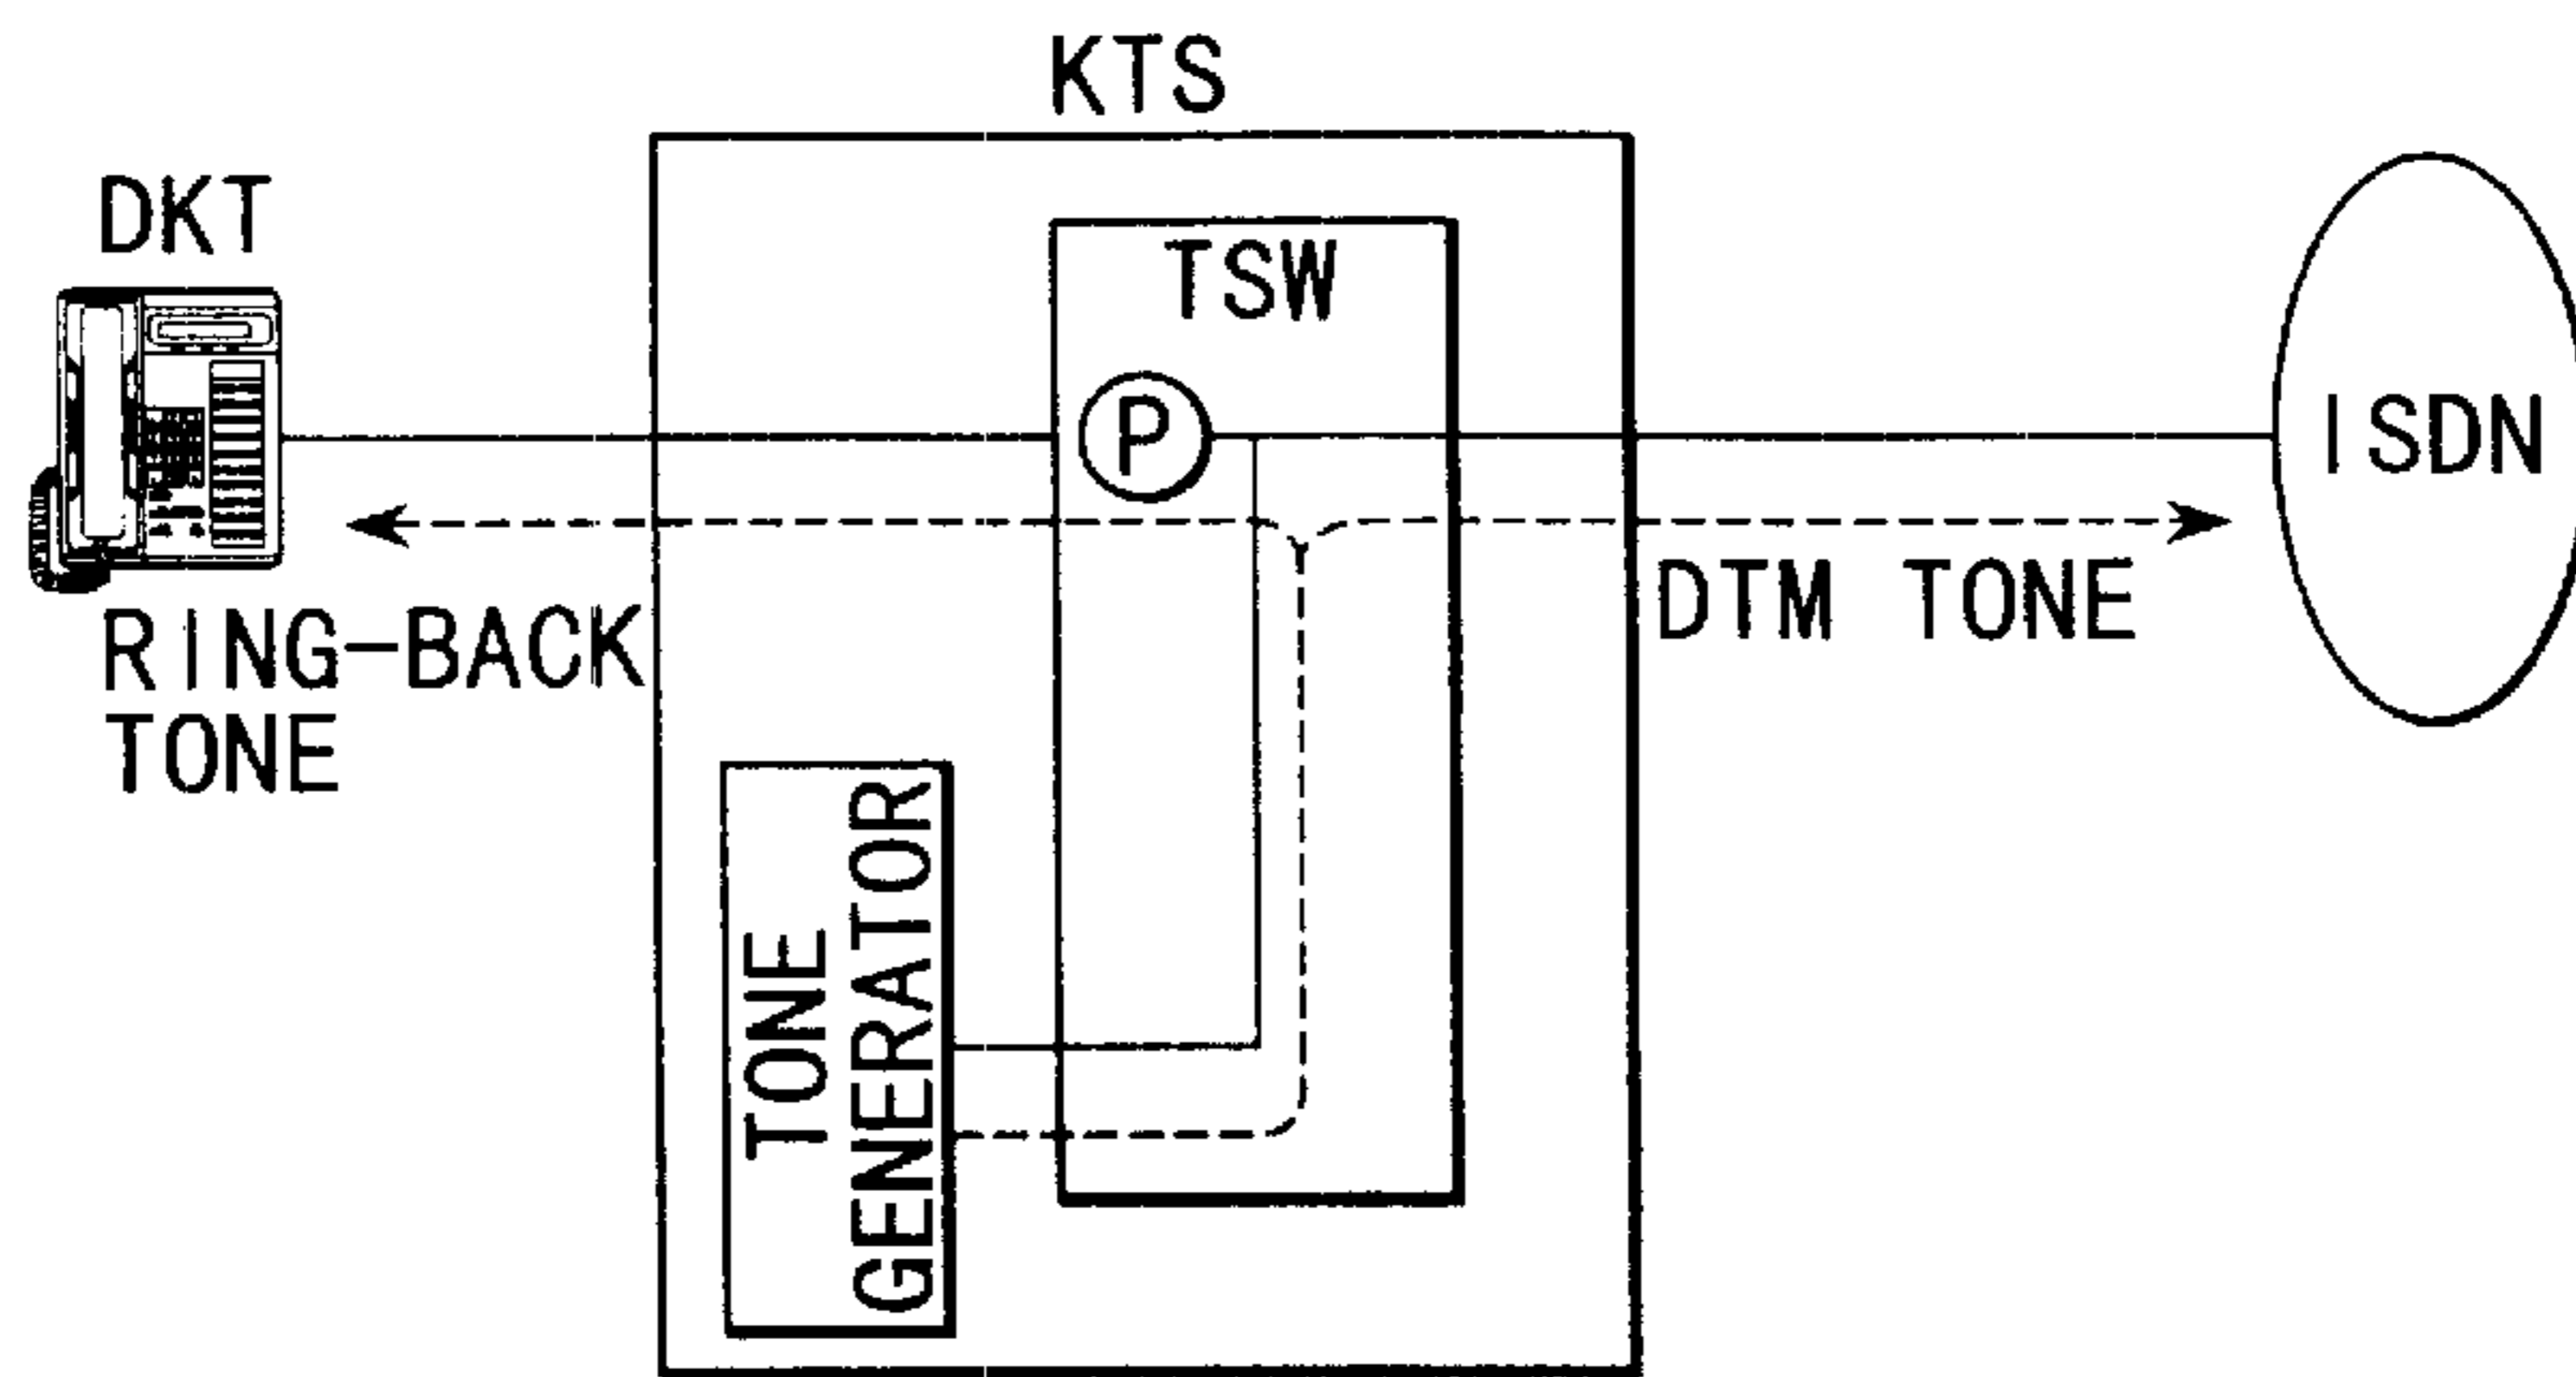 KTS
DKT
TSW
P
ISDN
RING-BACK
TONE
DTM TONE
TONE
GENERATOR